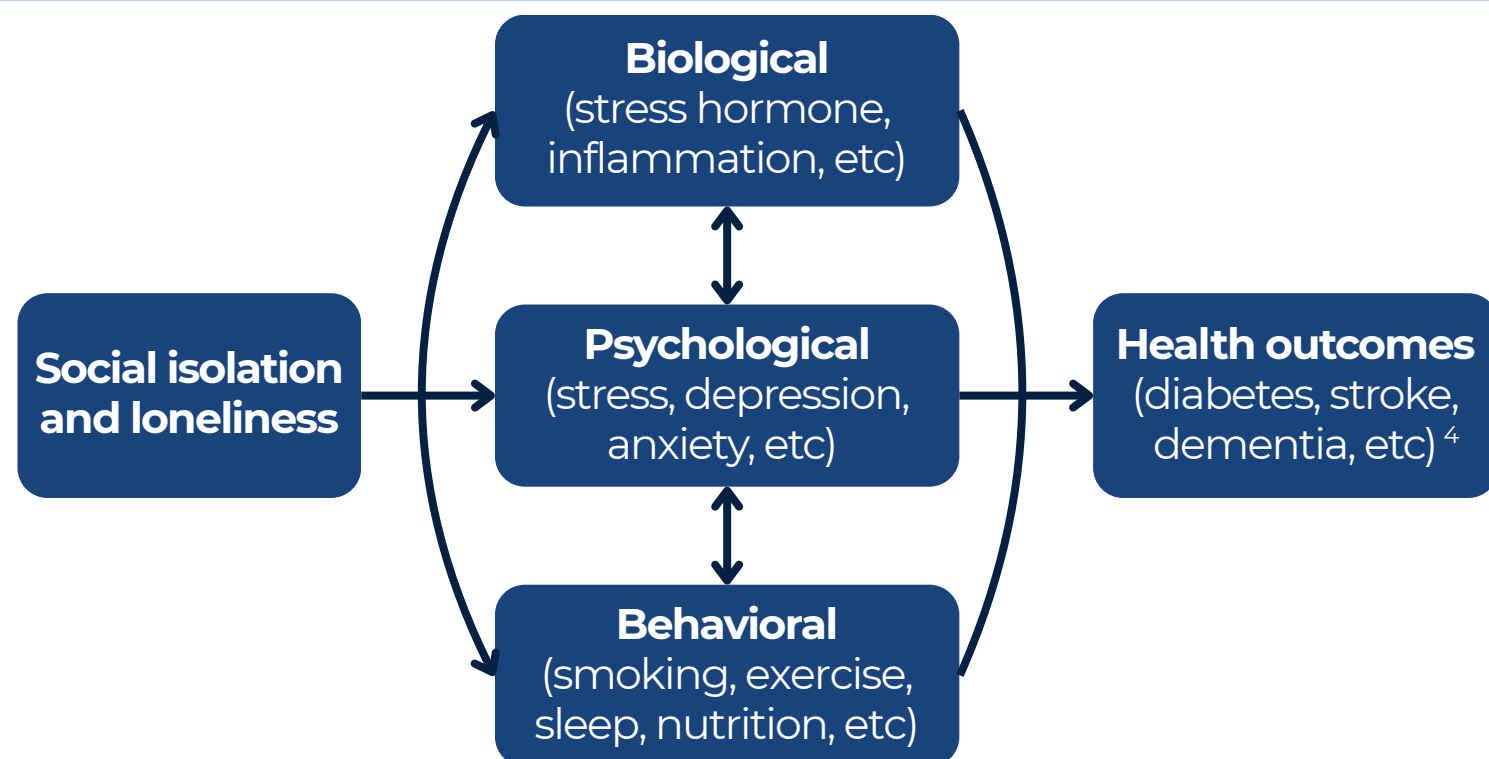 Biological
(stress hormone,
inflammation, etc)
Social isolation
and loneliness
Psychological
(stress, depression,
anxiety, etc)
Health outcomes
(diabetes, stroke,
dementia, etc) 4
Behavioral
(smoking, exercise,
sleep, nutrition, etc)